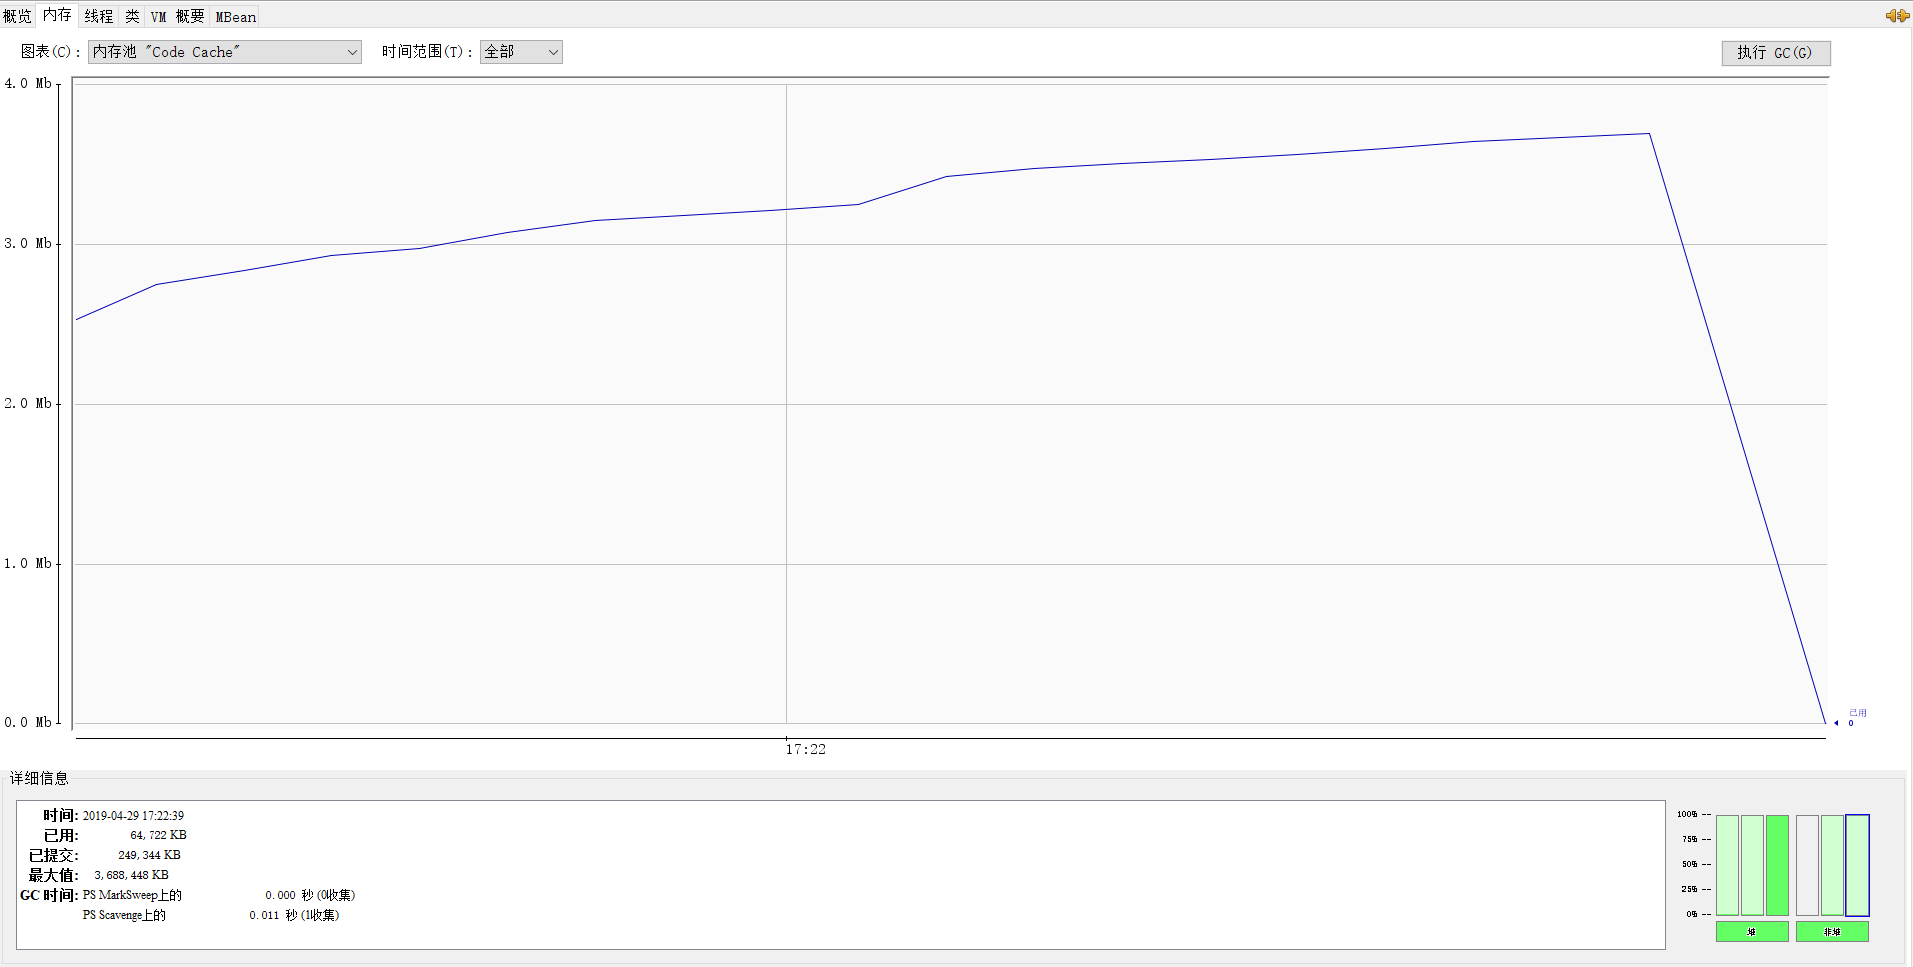 概览 内存 线程 类 VM 概要 MBean
图表(C): 内存池 "Code Cache" 时间范围(T): 全部 执行 GC(G)
4.0 Mb
3.0 Mb
2.0 Mb
1.0 Mb
0.0 Mb
已用
0
17:22
详细信息
时间: 2019-04-29 17:22:39
已用: 64,722 KB
已提交: 249,344 KB
最大值: 3,688,448 KB
GC 时间: PS MarkSweep上的 0.000 秒 (0收集)
PS Scavenge上的 0.011 秒 (1收集)
100% --
75% --
50% --
25% --
0% --
堆 非堆